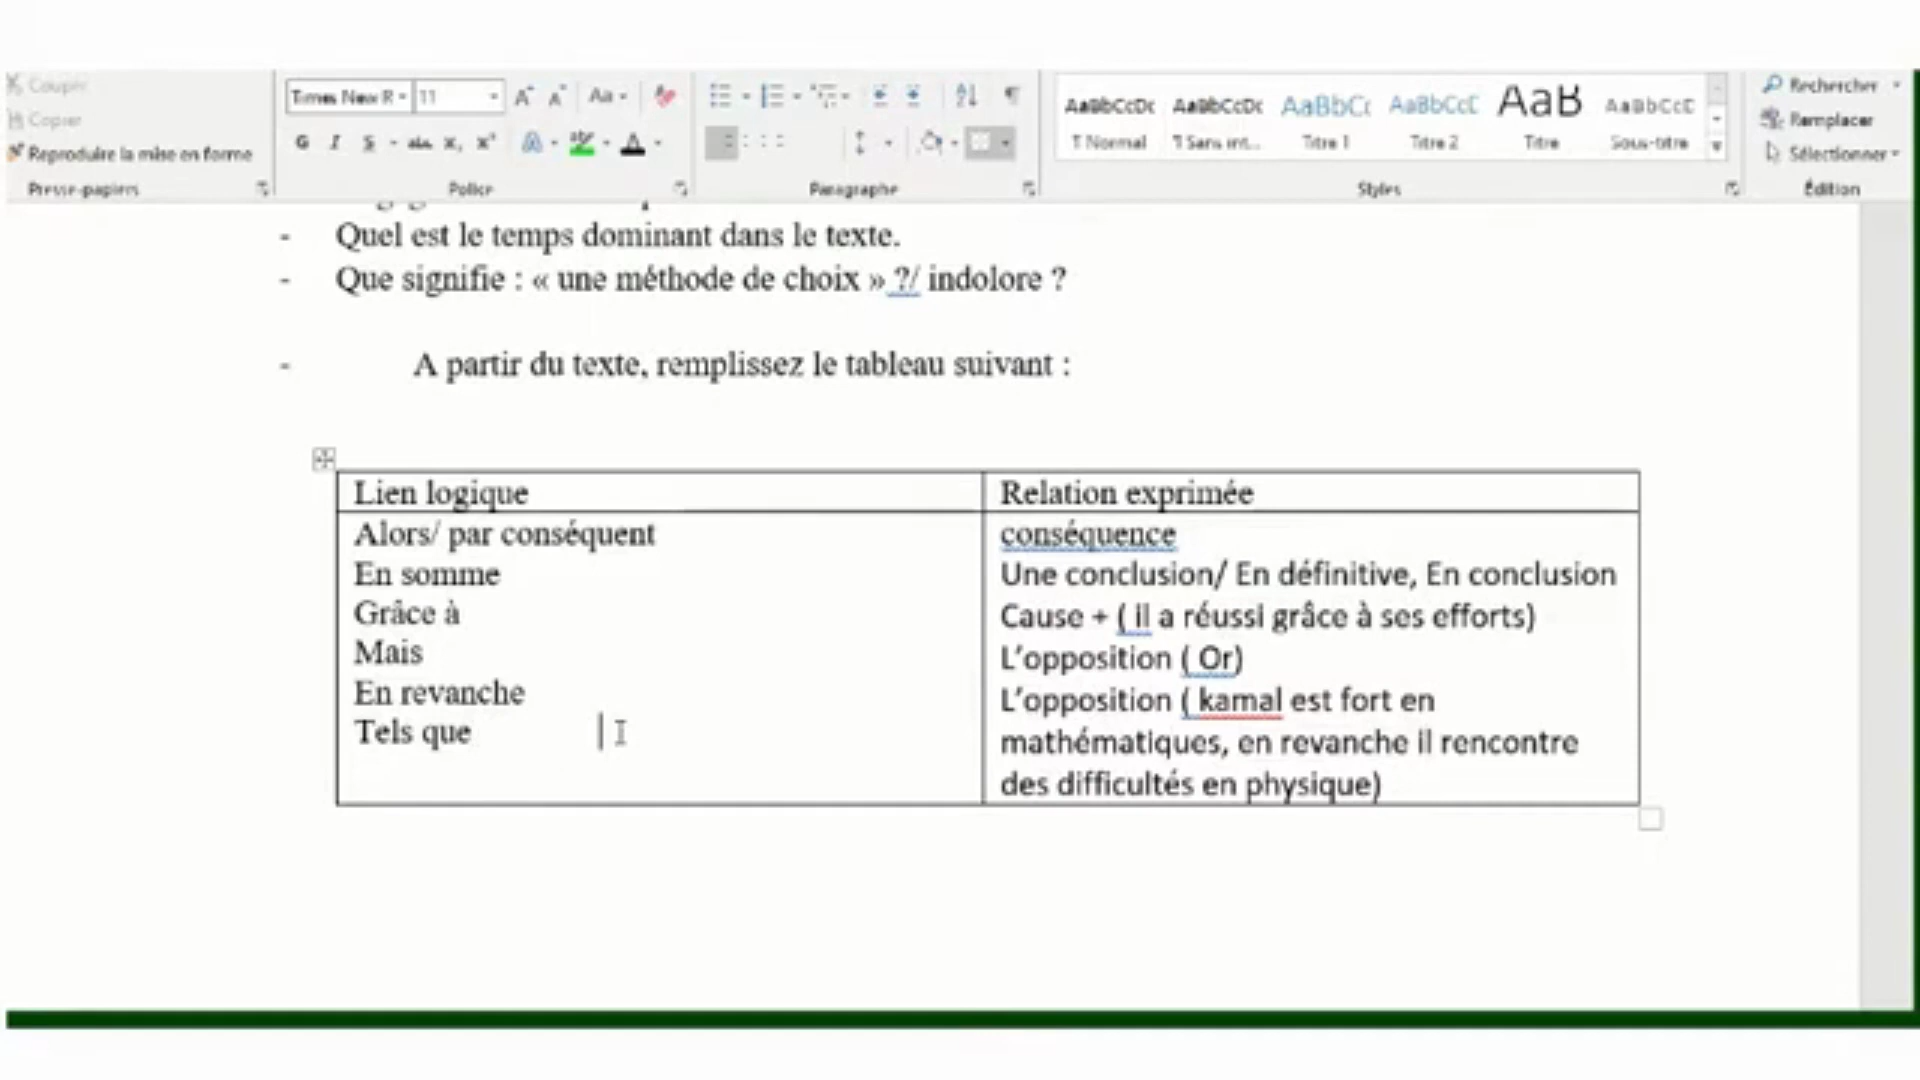 Couper
Copier
Reproduire la mise en forme
Presse-papiers
Times New R
11
Aa
G I S abc x, x'
A
Police
Paragraphe
AaBbCcDc AaBbCcDc AaBbCc AaBbCcC AaB AaBbCcC
¶ Normal ¶ Sans int... Titre 1 Titre 2 Titre Sous-titre
Styles
Rechercher
Remplacer
Sélectionner
Édition
- Quel est le temps dominant dans le texte.
- Que signifie : « une méthode de choix » ?/ indolore ?
- A partir du texte, remplissez le tableau suivant :
Lien logique
Alors/ par conséquent
En somme
Grâce à
Mais
En revanche
Tels que
Relation exprimée
conséquence
Une conclusion/ En définitive, En conclusion
Cause + ( il a réussi grâce à ses efforts)
L'opposition ( Or)
L'opposition ( kamal est fort en
mathématiques, en revanche il rencontre
des difficultés en physique)